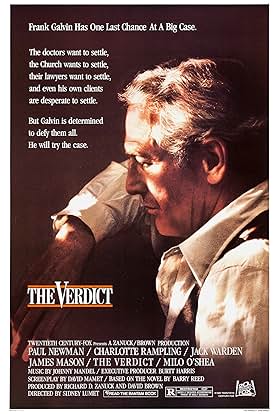 Frank Galvin Has One Last Chance At A Big Case.
The doctors want to settle,
the Church wants to settle,
their lawyers want to settle,
and even his own clients
are desperate to settle.
But Galvin is determined
to defy them all.
He will try the case.
THE VERDICT
TWENTIETH CENTURY-FOX Presents A ZANUCK/BROWN PRODUCTION
PAUL NEWMAN / CHARLOTTE RAMPLING / JACK WARDEN
JAMES MASON / THE VERDICT / MILO O'SHEA
MUSIC BY JOHNNY MANDEL / EXECUTIVE PRODUCER BURTT HARRIS
SCREENPLAY BY DAVID MAMET / BASED ON THE NOVEL BY BARRY REED
PRODUCED BY RICHARD D. ZANUCK AND DAVID BROWN
DIRECTED BY SIDNEY LUMET
READ THE BANTAM BOOK
R RESTRICTED